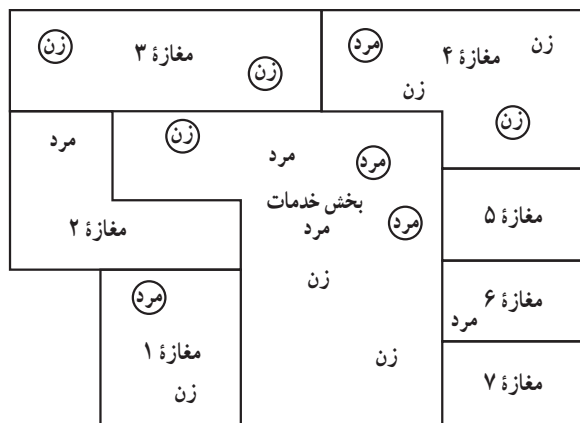 زن
مغازهٔ ۳
زن
مرد
مغازهٔ ۴
زن
زن
زن
مرد
مغازهٔ ۲
زن
مرد
مرد
بخش خدمات
مرد
مرد
زن
زن
مغازهٔ ۵
مغازهٔ ۶
مرد
مغازهٔ ۷
مرد
مغازهٔ ۱
زن